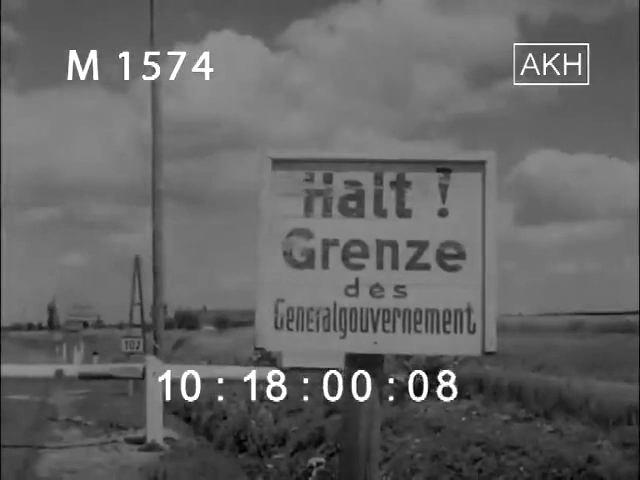 M 1574
AKH
Halt!
Grenze
des
Generalgouvernement
102
10:18:00:08